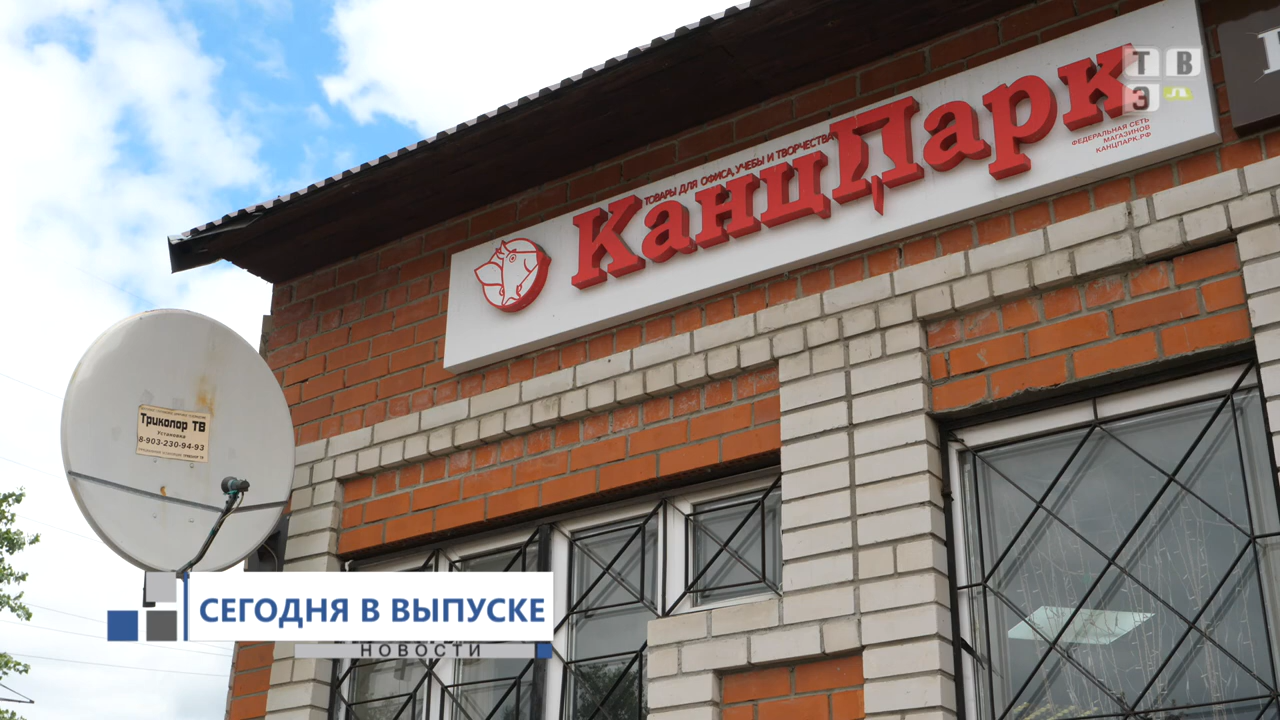 ТОВАРЫ ДЛЯ ОФИСА, УЧЕБЫ И ТВОРЧЕСТВА
КанцПарк
ФЕДЕРАЛЬНАЯ СЕТЬ
МАГАЗИНОВ
КАНЦПАРК.РФ
ТВ
Э
Триколор ТВ
Установка
8-903-230-94-93
СЕГОДНЯ В ВЫПУСКЕ
НОВОСТИ